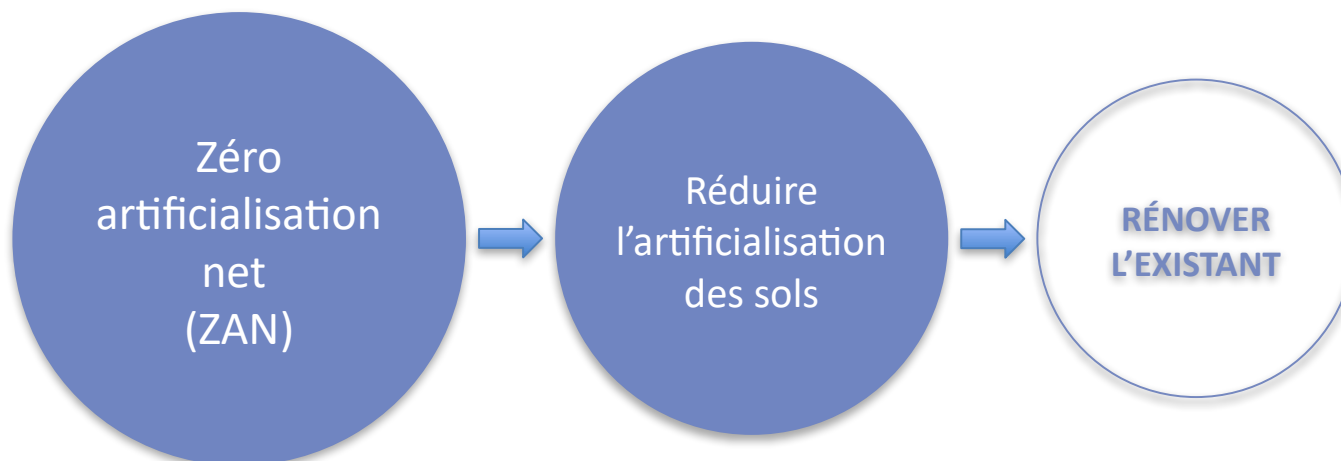 Zéro
artificialisation
net
(ZAN)
Réduire
l’artificialisation
des sols
RÉNOVER
L’EXISTANT